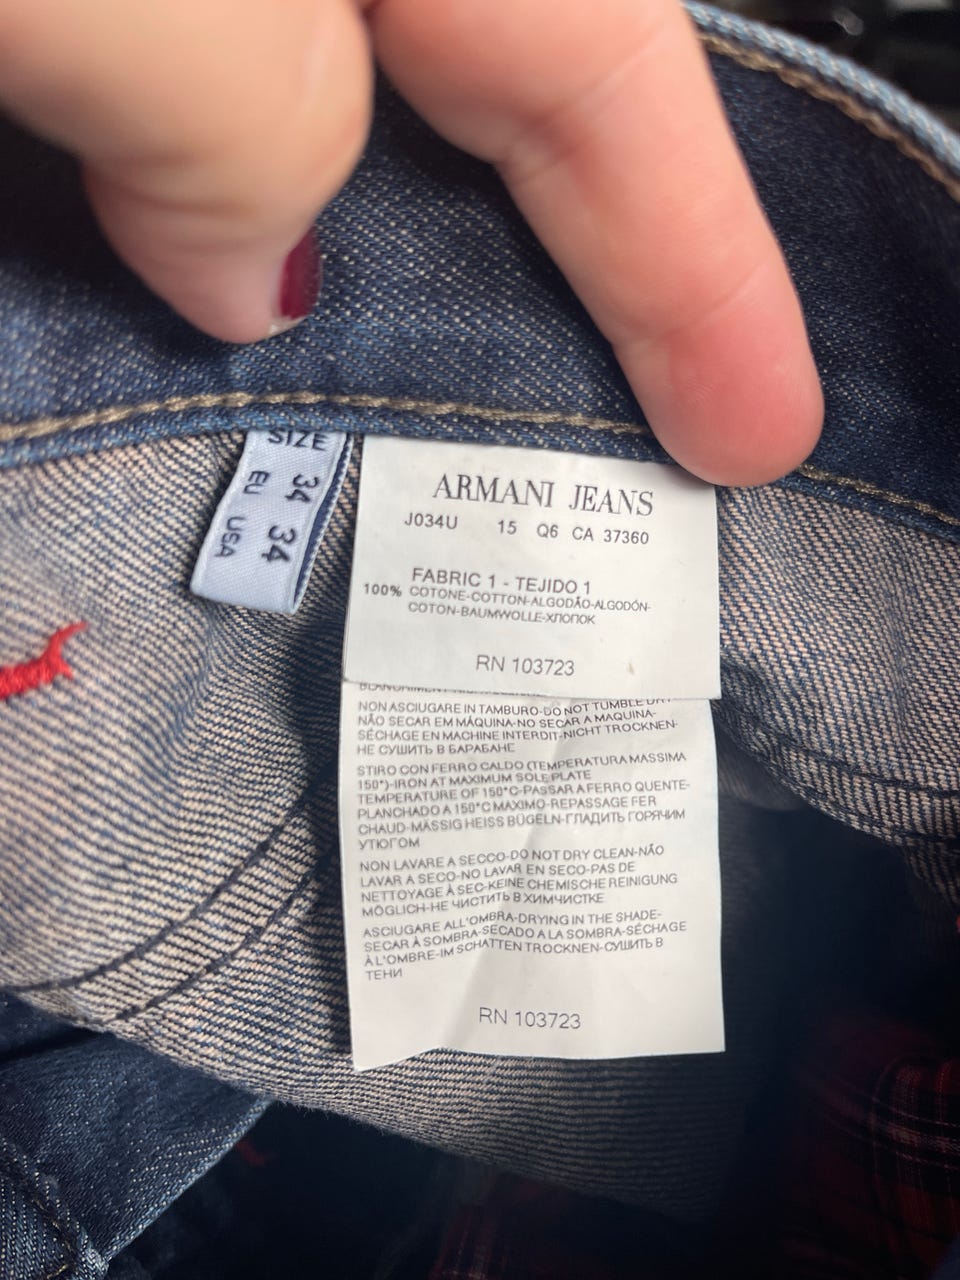 SIZE
34 34
EU USA
ARMANI JEANS
J034U 15 Q6 CA 37360
FABRIC 1 - TEJIDO 1
100% COTONE-COTTON-ALGODÃO-ALGODÓN-
COTON-BAUMWOLLE-ХЛОПОК
RN 103723
NON ASCIUGARE IN TAMBURO-DO NOT TUMBLE DRY-
NÃO SECAR EM MÁQUINA-NO SECAR A MAQUINA-
SÉCHAGE EN MACHINE INTERDIT-NICHT TROCKNEN-
НЕ СУШИТЬ В БАРАБАНЕ
STIRO CON FERRO CALDO (TEMPERATURA MASSIMA
150°)-IRON AT MAXIMUM SOLE PLATE
TEMPERATURE OF 150°C-PASSAR A FERRO QUENTE-
PLANCHADO A 150°C MAXIMO-REPASSAGE FER
CHAUD-MÄSSIG HEISS BÜGELN-ГЛАДИТЬ ГОРЯЧИМ
УТЮГОМ
NON LAVARE A SECCO-DO NOT DRY CLEAN-NÃO
LAVAR A SECO-NO LAVAR EN SECO-PAS DE
NETTOYAGE À SEC-KEINE CHEMISCHE REINIGUNG
MÖGLICH-НЕ ЧИСТИТЬ В ХИМЧИСТКЕ
ASCIUGARE ALL'OMBRA-DRYING IN THE SHADE-
SECAR À SOMBRA-SECADO A LA SOMBRA-SÉCHAGE
À L'OMBRE-IM SCHATTEN TROCKNEN-СУШИТЬ В
ТЕНИ
RN 103723